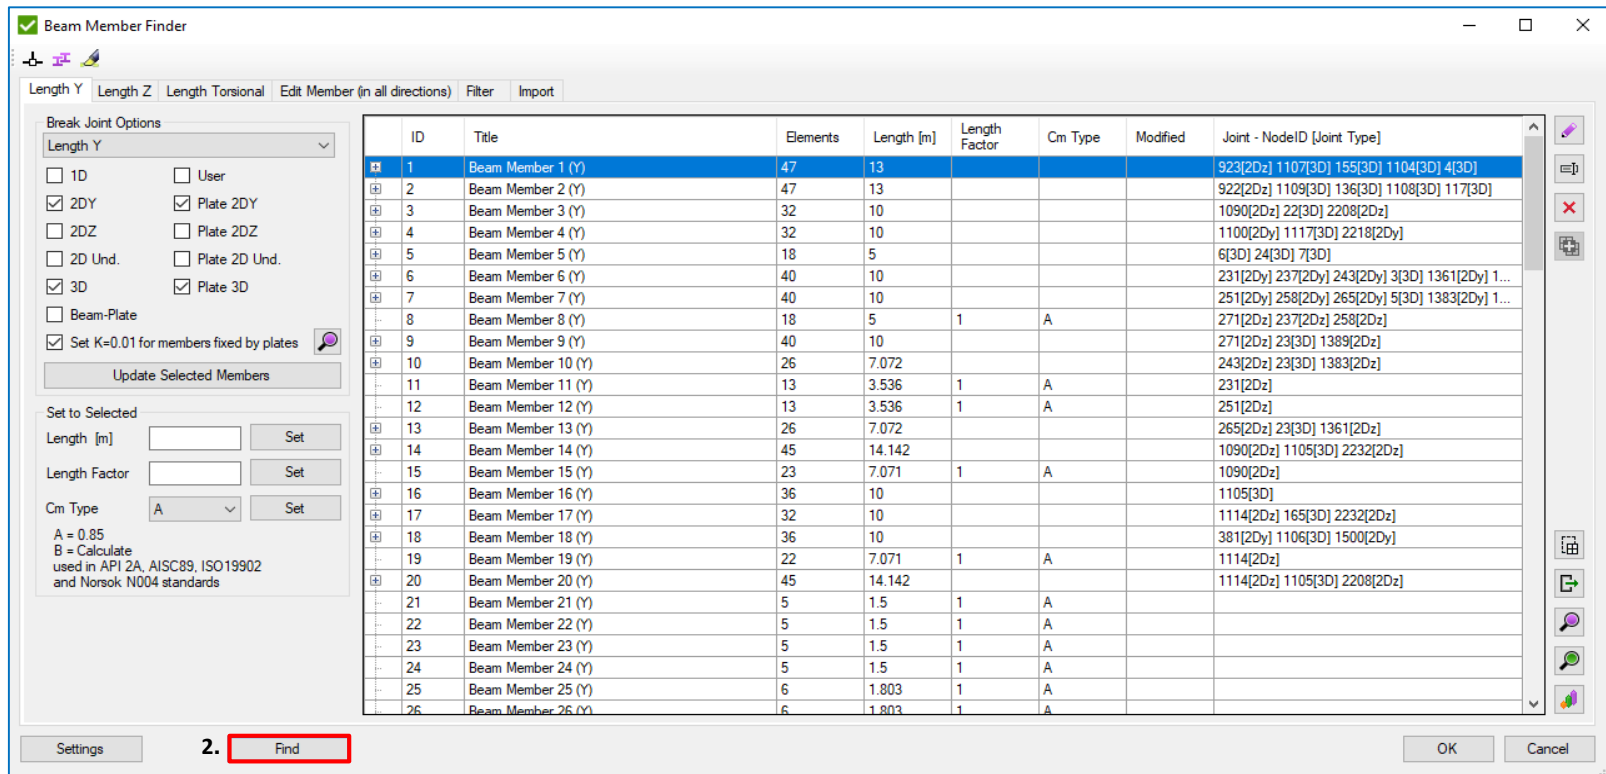 Beam Member Finder
Length Y Length Z Length Torsional Edit Member (in all directions) Filter Import
Break Joint Options
Length Y
1D User
2DY Plate 2DY
2DZ Plate 2DZ
2D Und. Plate 2D Und.
3D Plate 3D
Beam-Plate
Set K=0.01 for members fixed by plates
Update Selected Members
Set to Selected
Length [m] Set
Length Factor Set
Cm Type A Set
A = 0.85
B = Calculate
used in API 2A, AISC89, ISO19902
and Norsok N004 standards
ID Title Elements Length [m] Length Factor Cm Type Modified Joint - NodeID [Joint Type]
1 Beam Member 1 (Y) 47 13 923[2Dz] 1107[3D] 155[3D] 1104[3D] 4[3D]
2 Beam Member 2 (Y) 47 13 922[2Dz] 1109[3D] 136[3D] 1108[3D] 117[3D]
3 Beam Member 3 (Y) 32 10 1090[2Dz] 22[3D] 2208[2Dz]
4 Beam Member 4 (Y) 32 10 1100[2Dy] 1117[3D] 2218[2Dy]
5 Beam Member 5 (Y) 18 5 6[3D] 24[3D] 7[3D]
6 Beam Member 6 (Y) 40 10 231[2Dy] 237[2Dy] 243[2Dy] 3[3D] 1361[2Dy] 1...
7 Beam Member 7 (Y) 40 10 251[2Dy] 258[2Dy] 265[2Dy] 5[3D] 1383[2Dy] 1...
8 Beam Member 8 (Y) 18 5 1 A 271[2Dz] 237[2Dz] 258[2Dz]
9 Beam Member 9 (Y) 40 10 271[2Dz] 23[3D] 1389[2Dz]
10 Beam Member 10 (Y) 26 7.072 243[2Dz] 23[3D] 1383[2Dz]
11 Beam Member 11 (Y) 13 3.536 1 A 231[2Dz]
12 Beam Member 12 (Y) 13 3.536 1 A 251[2Dz]
13 Beam Member 13 (Y) 26 7.072 265[2Dz] 23[3D] 1361[2Dz]
14 Beam Member 14 (Y) 45 14.142 1090[2Dz] 1105[3D] 2232[2Dz]
15 Beam Member 15 (Y) 23 7.071 1 A 1090[2Dz]
16 Beam Member 16 (Y) 36 10 1105[3D]
17 Beam Member 17 (Y) 32 10 1114[2Dz] 165[3D] 2232[2Dz]
18 Beam Member 18 (Y) 36 10 381[2Dy] 1106[3D] 1500[2Dy]
19 Beam Member 19 (Y) 22 7.071 1 A 1114[2Dz]
20 Beam Member 20 (Y) 45 14.142 1114[2Dz] 1105[3D] 2208[2Dz]
21 Beam Member 21 (Y) 5 1.5 1 A
22 Beam Member 22 (Y) 5 1.5 1 A
23 Beam Member 23 (Y) 5 1.5 1 A
24 Beam Member 24 (Y) 5 1.5 1 A
25 Beam Member 25 (Y) 6 1.803 1 A
26 Beam Member 26 (Y) 6 1.803 1 A
Settings 2. Find OK Cancel